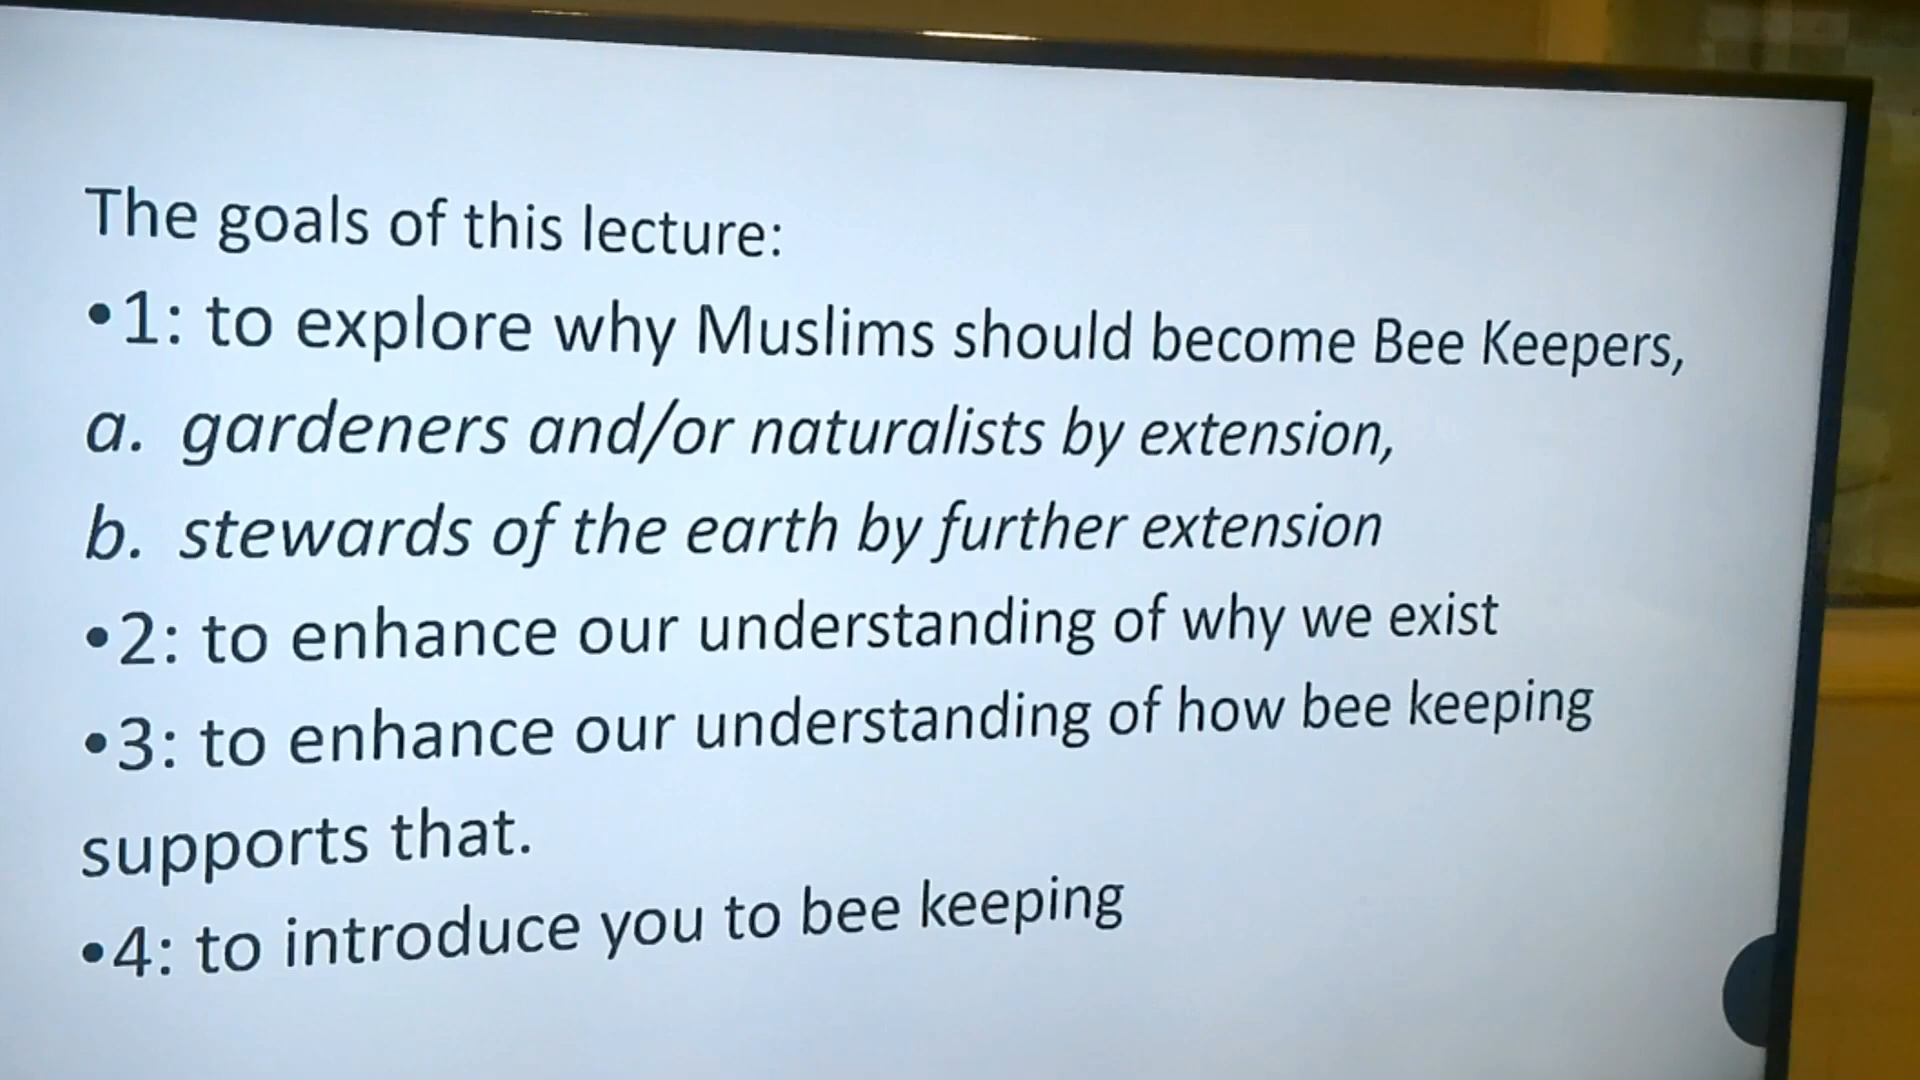 The goals of this lecture:
•1: to explore why Muslims should become Bee Keepers,
a. gardeners and/or naturalists by extension,
b. stewards of the earth by further extension
•2: to enhance our understanding of why we exist
•3: to enhance our understanding of how bee keeping
supports that.
•4: to introduce you to bee keeping